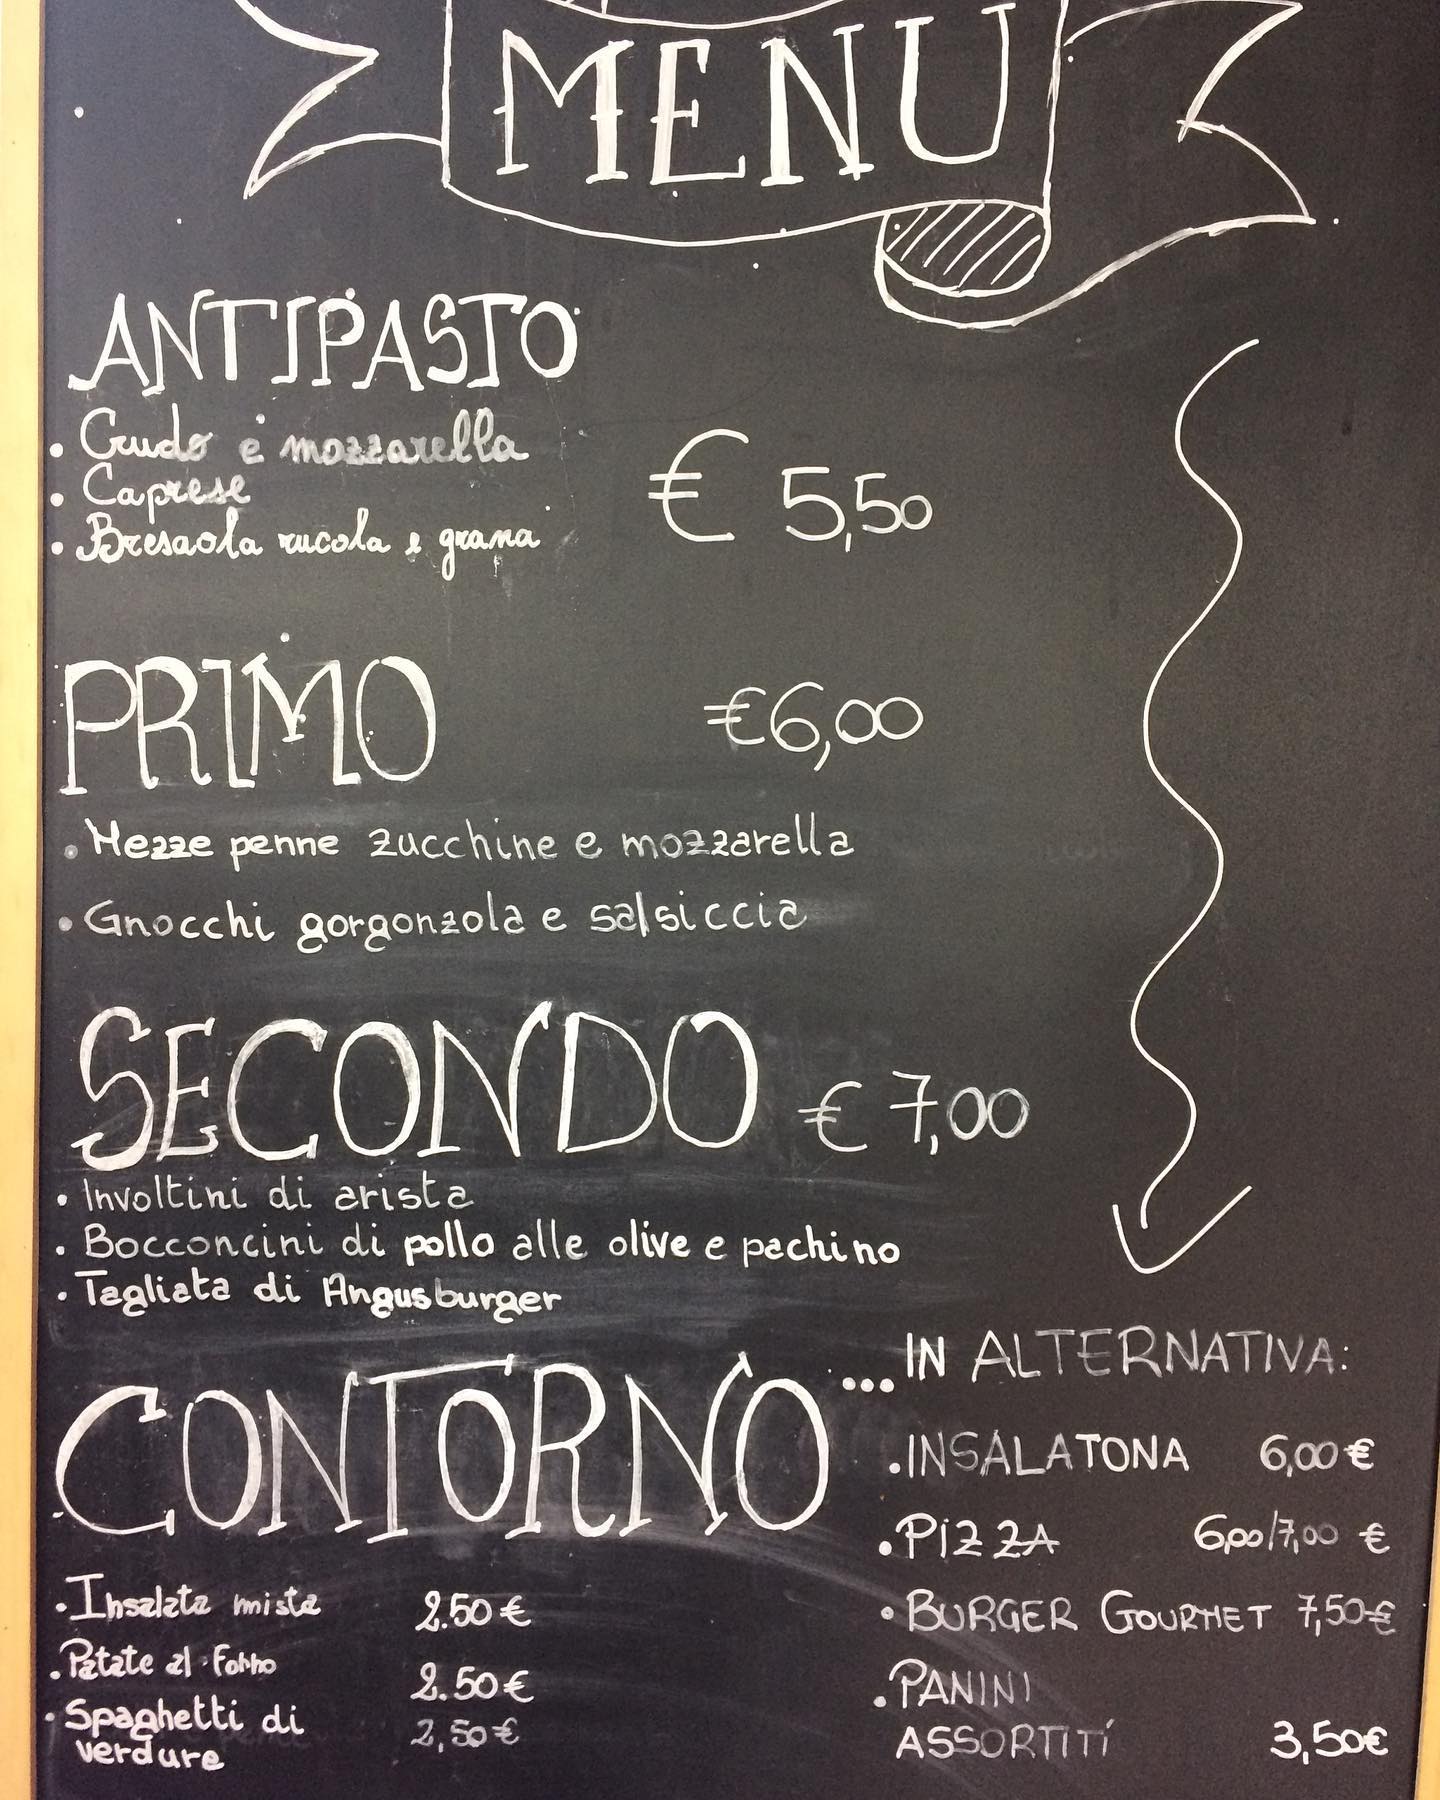 MENU
ANTIPASTO
• Crudo e mozzarella
• Caprese
• Bresaola rucola e grana
€ 5,50
PRIMO €6,00
• Mezze penne zucchine e mozzarella
• Gnocchi gorgonzola e salsiccia
SECONDO € 7,00
• Involtini di arista
• Bocconcini di pollo alle olive e pachino
• Tagliata di Angusburger
CONTORNO
• Insalata mista 2.50 €
• Patate al forno 2.50 €
• Spaghetti di 2,50 €
verdure
...IN ALTERNATIVA:
• INSALATONA 6,00 €
• PIZZA 6,00/7,00 €
• BURGER GOURMET 7,50 €
• PANINI
ASSORTITI 3,50€